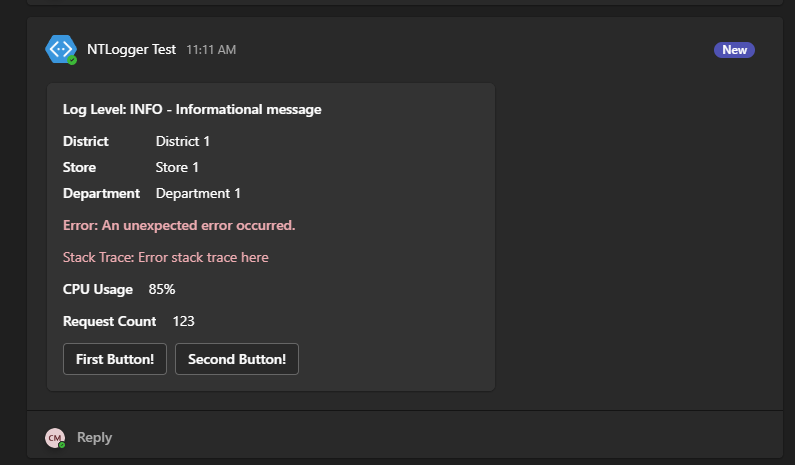 NTLogger Test 11:11 AM New
Log Level: INFO - Informational message
District District 1
Store Store 1
Department Department 1
Error: An unexpected error occurred.
Stack Trace: Error stack trace here
CPU Usage 85%
Request Count 123
First Button! Second Button!
CM Reply